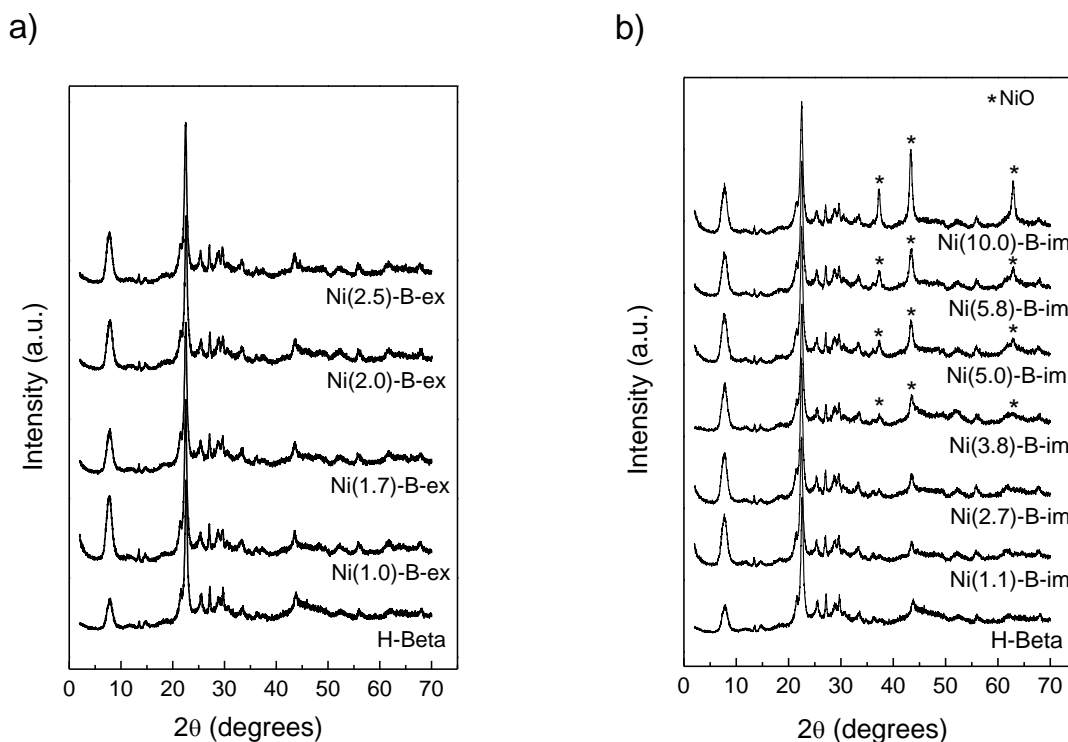 a)
Intensity (a.u.)
Ni(2.5)-B-ex
Ni(2.0)-B-ex
Ni(1.7)-B-ex
Ni(1.0)-B-ex
H-Beta
0 10 20 30 40 50 60 70
2θ (degrees)
b)
Intensity (a.u.)
*NiO
* * *
Ni(10.0)-B-im
* * *
Ni(5.8)-B-im
* * *
Ni(5.0)-B-im
* * *
Ni(3.8)-B-im
Ni(2.7)-B-im
Ni(1.1)-B-im
H-Beta
0 10 20 30 40 50 60 70
2θ (degrees)